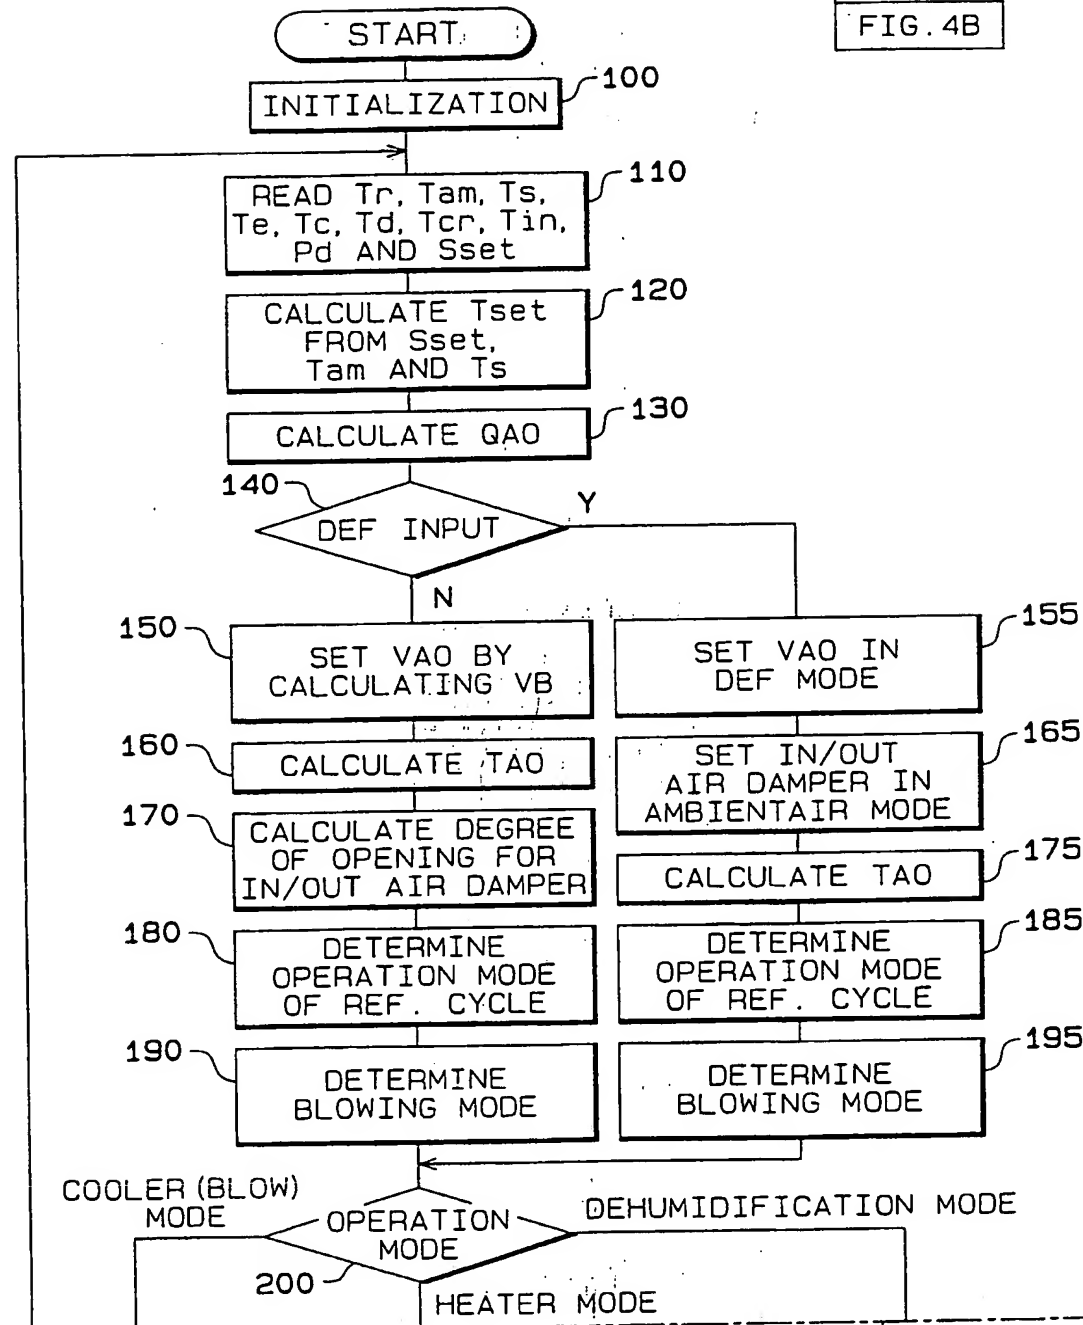 FIG.4B
START
INITIALIZATION
100
110
READ Tr, Tam, Ts,
Te, Tc, Td, Tcr, Tin,
Pd AND Sset
120
CALCULATE Tset
FROM Sset,
Tam AND Ts
130
CALCULATE QAO
140
DEF INPUT
Y
N
150
SET VAO BY
CALCULATING VB
155
SET VAO IN
DEF MODE
160
CALCULATE TAO
165
SET IN/OUT
AIR DAMPER IN
AMBIENTAIR MODE
170
CALCULATE DEGREE
OF OPENING FOR
IN/OUT AIR DAMPER
175
CALCULATE TAO
180
DETERMINE
OPERATION MODE
OF REF. CYCLE
185
DETERMINE
OPERATION MODE
OF REF. CYCLE
190
DETERMINE
BLOWING MODE
195
DETERMINE
BLOWING MODE
COOLER (BLOW)
MODE
OPERATION
MODE
DEHUMIDIFICATION MODE
200
HEATER MODE